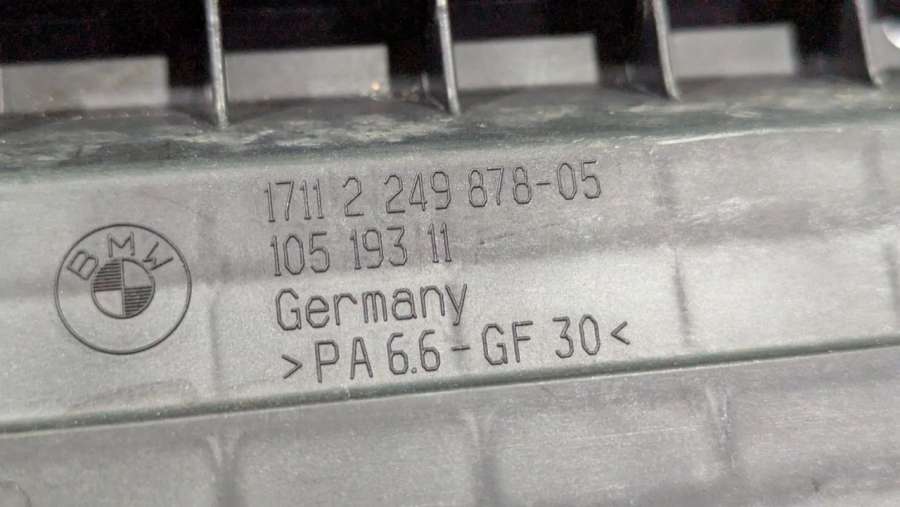 BMW
1711 2 249 878-05
105 193 11
Germany
>PA 6.6-GF 30<